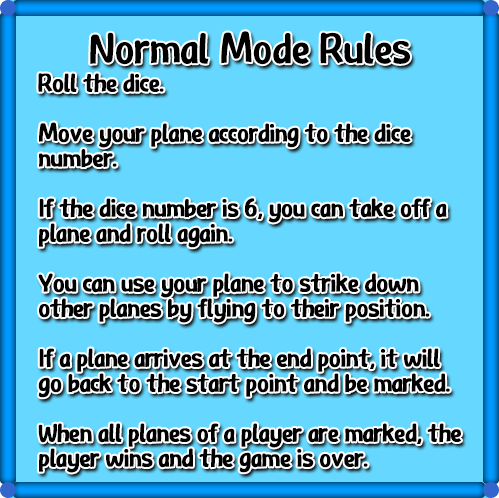 Normal Mode Rules
Roll the dice.
Move your plane according to the dice
number.
If the dice number is 6, you can take off a
plane and roll again.
You can use your plane to strike down
other planes by flying to their position.
If a plane arrives at the end point, it will
go back to the start point and be marked.
When all planes of a player are marked, the
player wins and the game is over.